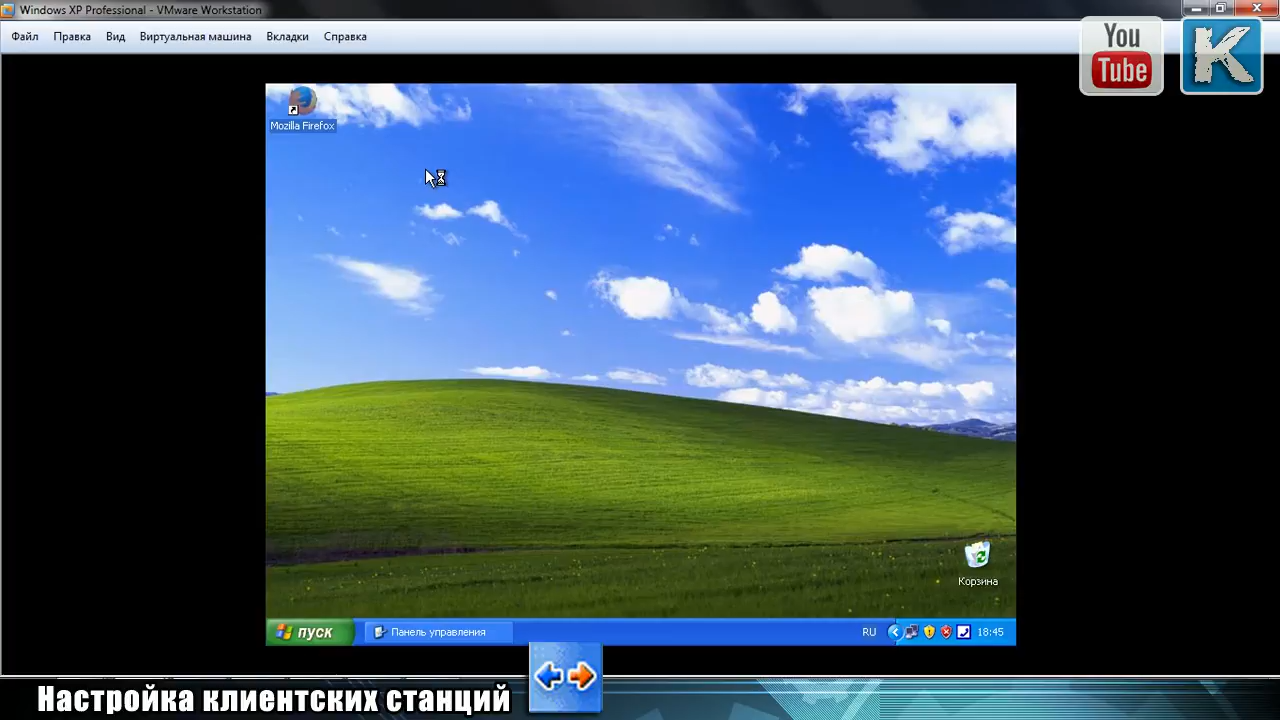 Windows XP Professional - VMware Workstation
Файл Правка Вид Виртуальная машина Вкладки Справка
You
Tube
K
Mozilla Firefox
Корзина
пуск
Панель управления
RU
18:45
Настройка клиентских станций